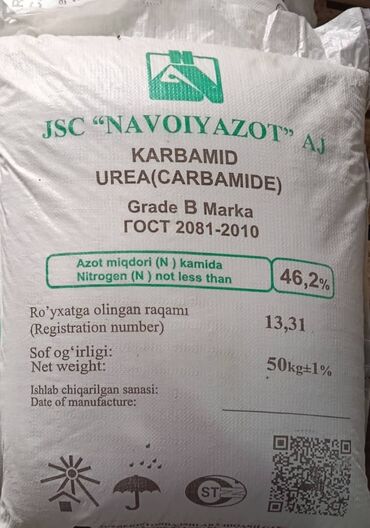 JSC “NAVOIYAZOT” AJ
KARBAMID
UREA(CARBAMIDE)
Grade B Marka
ГОСТ 2081-2010
Azot miqdori (N ) kamida
Nitrogen (N ) not less than
46,2%
Ro’yxatga olingan raqami
(Registration number)
13,31
Sof og‘irligi:
Net weight:
50kg±1%
Ishlab chiqarilgan sanasi:
Date of manufacture:
ST